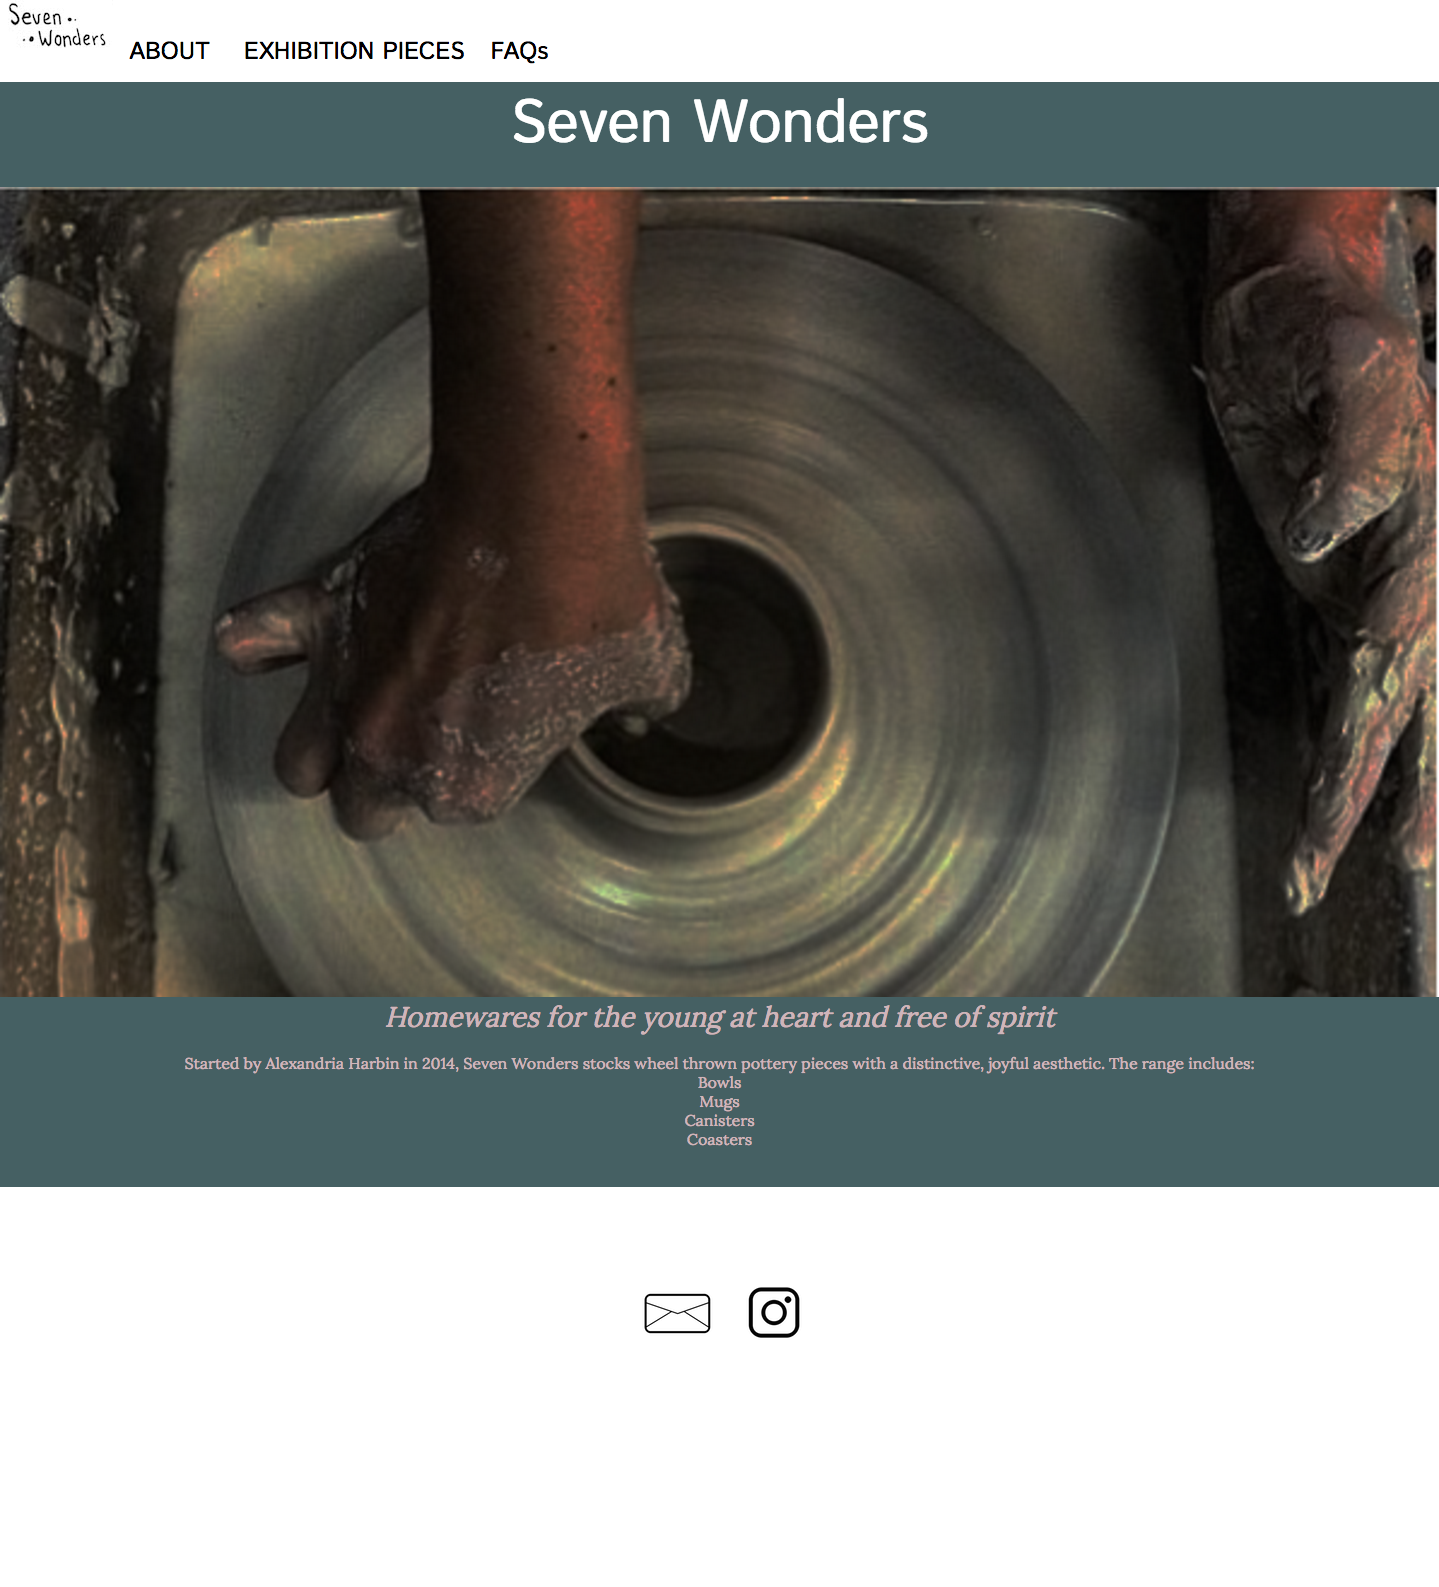 Seven
Wonders
ABOUT EXHIBITION PIECES FAQs
Seven Wonders
Homewares for the young at heart and free of spirit
Started by Alexandria Harbin in 2014, Seven Wonders stocks wheel thrown pottery pieces with a distinctive, joyful aesthetic. The range includes:
Bowls
Mugs
Canisters
Coasters